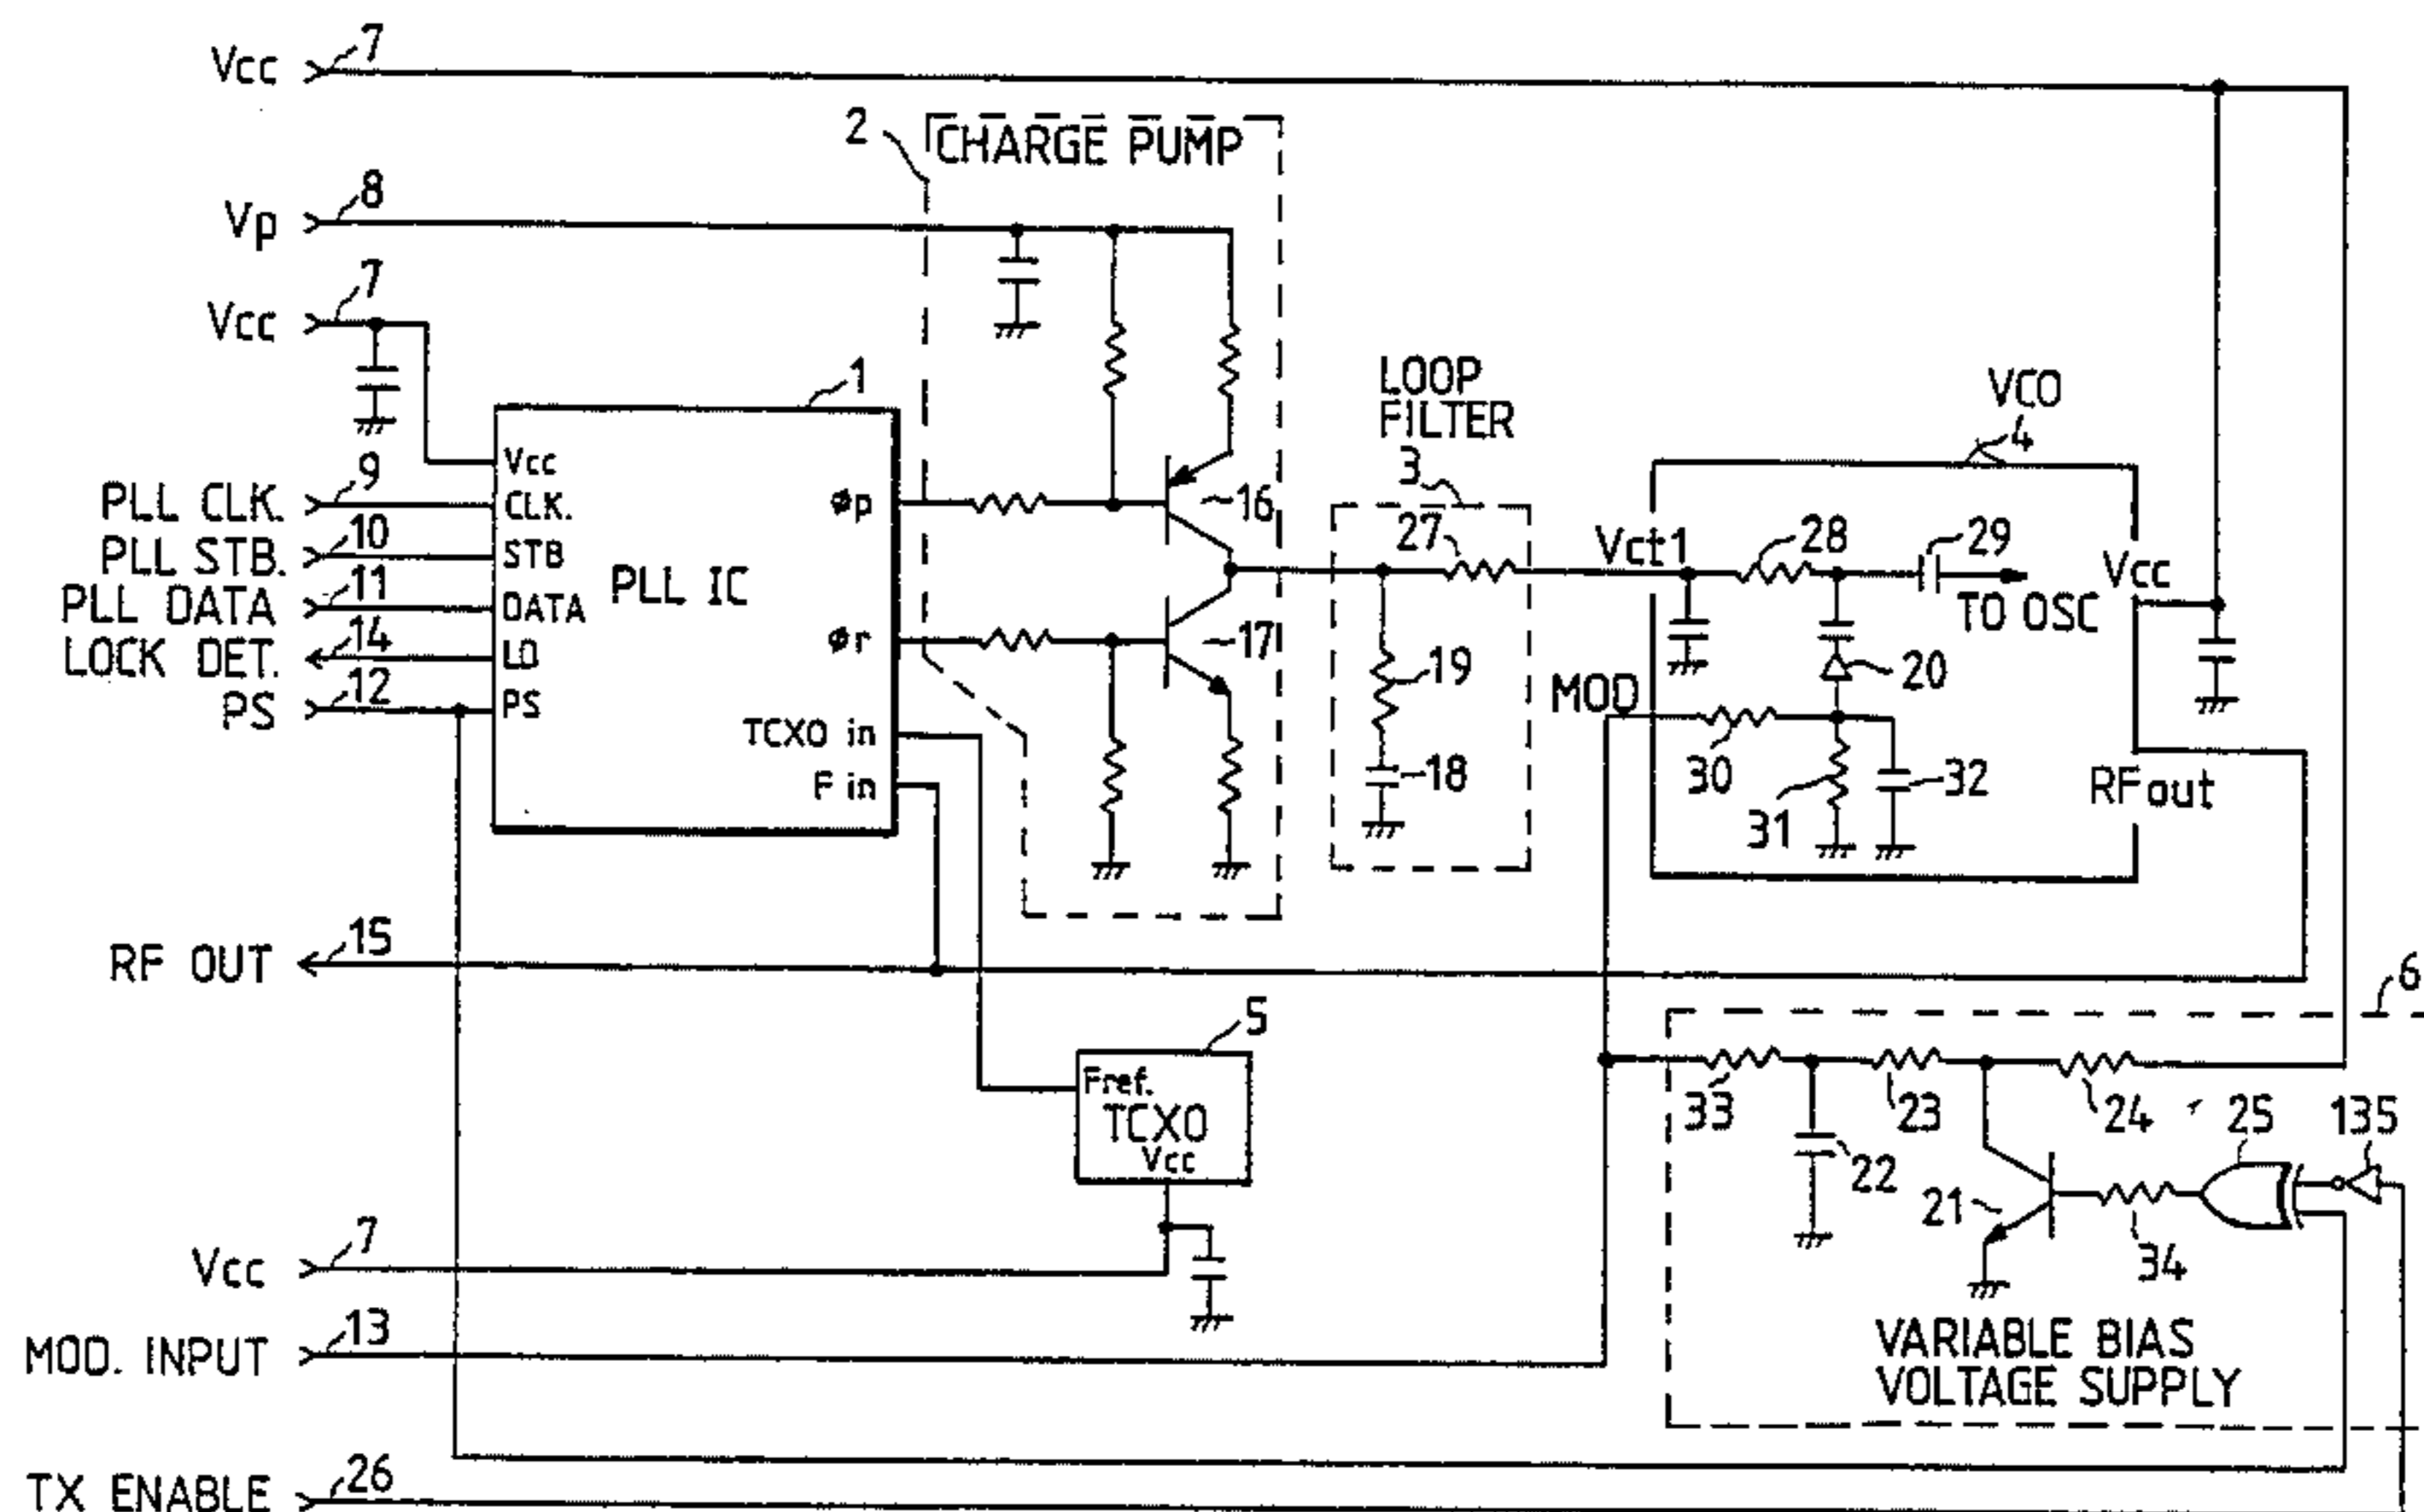 Vcc 7
2 CHARGE PUMP
Vp 8
Vcc 7
1
LOOP
FILTER
3
VCO
4
Vcc
PLL CLK. 9 CLK.
PLL STB. 10 STB
PLL DATA 11 DATA
LOCK DET. 14 LD
PS 12 PS
PLL IC
øp
ør
TCXO in
F in
16
17
27
19
18
Vct1 28 29
TO OSC
Vcc
20
MOD
30
31
32
RFout
RF OUT 15
5
Fref.
TCXO
Vcc
6
33 23 24 25 135
22
21
34
Vcc 7
MOD. INPUT 13
VARIABLE BIAS
VOLTAGE SUPPLY
TX ENABLE 26